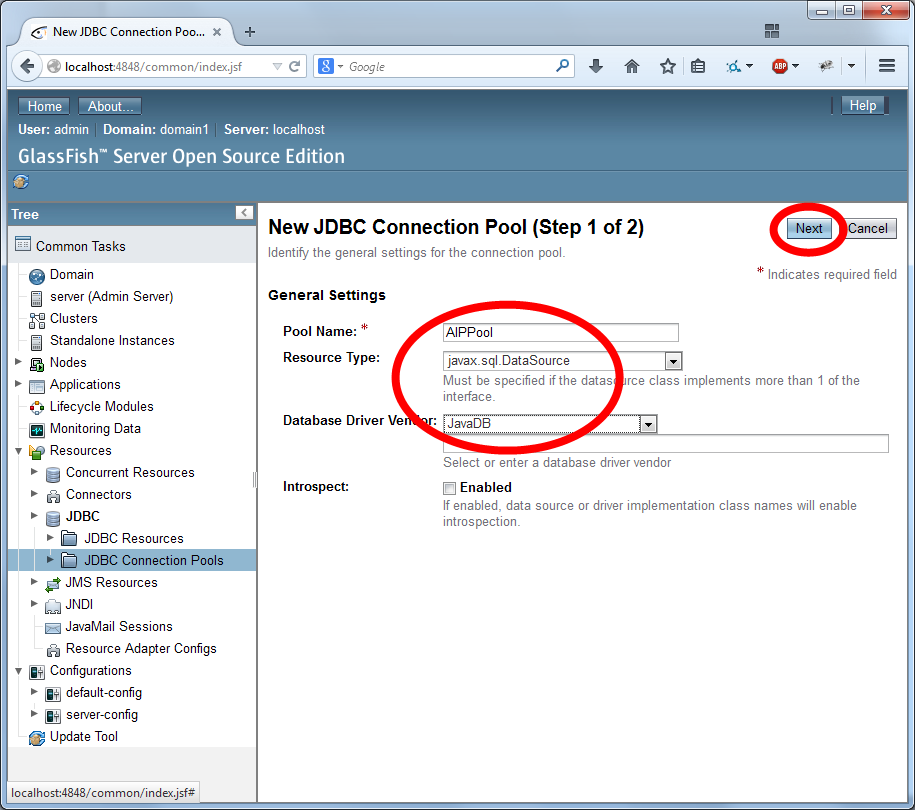 New JDBC Connection Poo...
localhost:4848/common/index.jsf
Google
ABP
Home
About...
Help
User: admin | Domain: domain1 | Server: localhost
GlassFish™ Server Open Source Edition
Tree
Common Tasks
Domain
server (Admin Server)
Clusters
Standalone Instances
Nodes
Applications
Lifecycle Modules
Monitoring Data
Resources
Concurrent Resources
Connectors
JDBC
JDBC Resources
JDBC Connection Pools
JMS Resources
JNDI
JavaMail Sessions
Resource Adapter Configs
Configurations
default-config
server-config
Update Tool
localhost:4848/common/index.jsf#
New JDBC Connection Pool (Step 1 of 2)
Next
Cancel
Identify the general settings for the connection pool.
* Indicates required field
General Settings
Pool Name: *
AIPPool
Resource Type:
javax.sql.DataSource
Must be specified if the datasource class implements more than 1 of the
interface.
Database Driver Vendor:
JavaDB
Select or enter a database driver vendor
Introspect:
Enabled
If enabled, data source or driver implementation class names will enable
introspection.